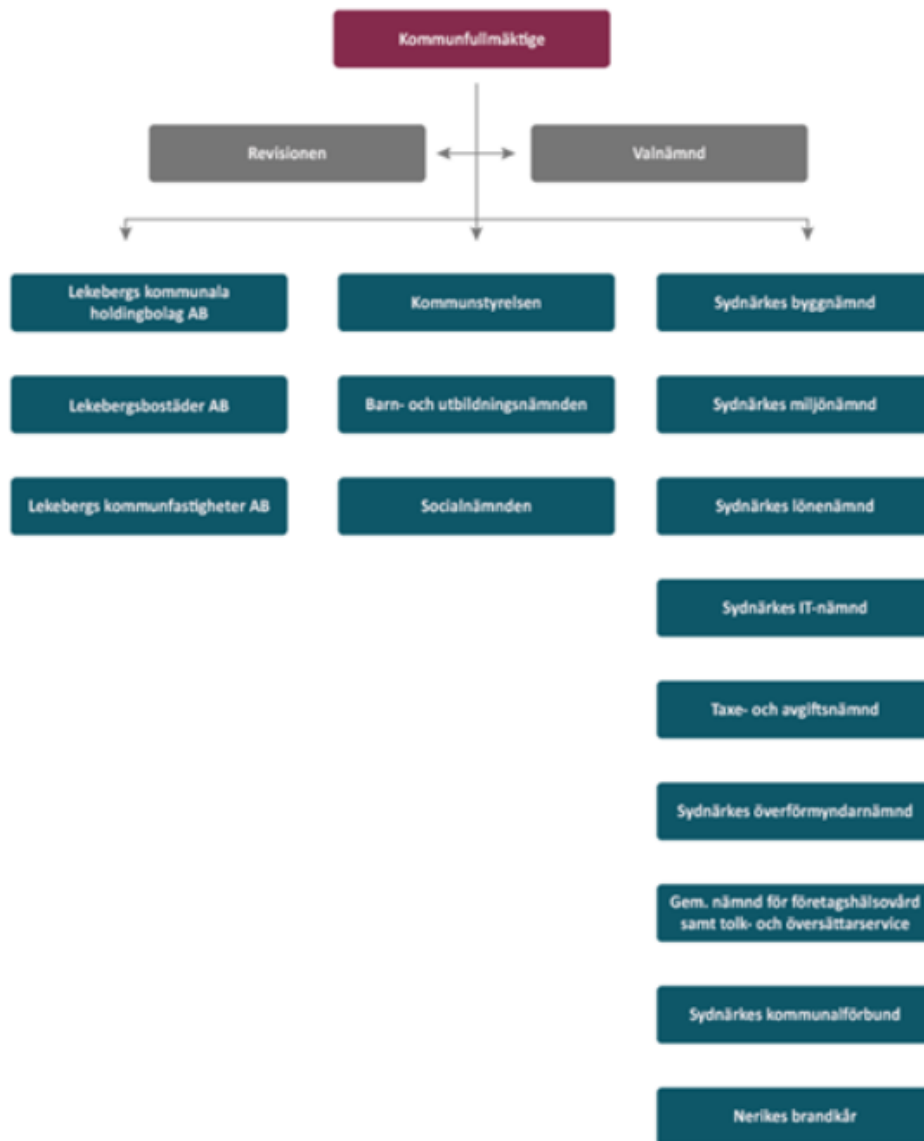 Kommunfullmäktige
Revisionen
Valnämnd
Lekebergs kommunala
holdingbolag AB
Lekebergsbostäder AB
Lekebergs kommunfastigheter AB
Kommunstyrelsen
Barn- och utbildningsnämnden
Socialnämnden
Sydnärkes byggnämnd
Sydnärkes miljönämnd
Sydnärkes lönenämnd
Sydnärkes IT-nämnd
Taxe- och avgiftsnämnd
Sydnärkes överförmyndarnämnd
Gem. nämnd för företagshälsovård
samt tolk- och översättarservice
Sydnärkes kommunalförbund
Nerikes brandkår